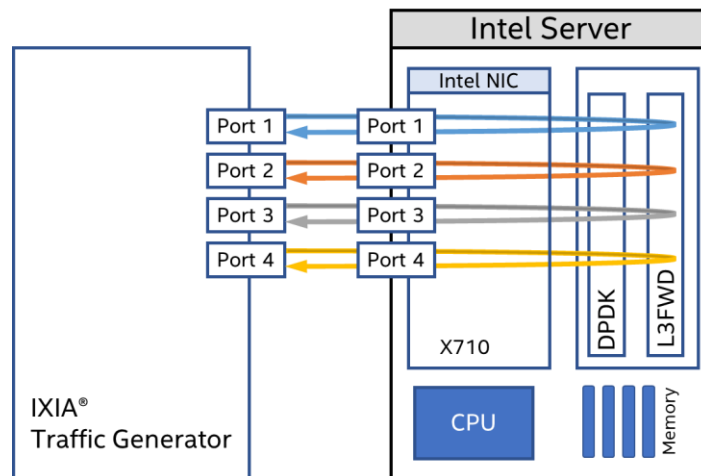 Intel Server
Intel NIC
Port 1
Port 1
Port 2
Port 2
Port 3
Port 3
Port 4
Port 4
X710
DPDK
L3FWD
IXIA®
Traffic Generator
CPU
Memory